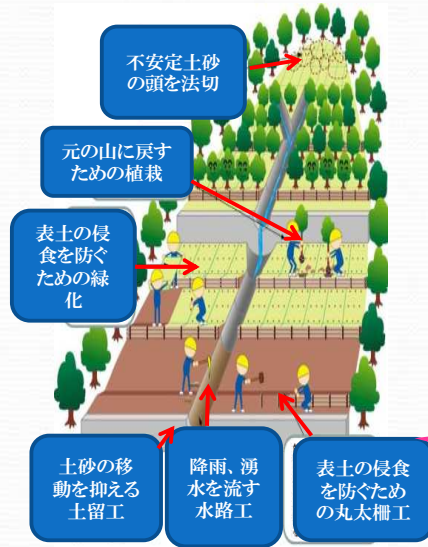 不安定土砂
の頭を法切
元の山に戻す
ための植栽
表土の侵
食を防ぐ
ための緑
化
土砂の移
動を抑える
土留工
降雨、湧
水を流す
水路工
表土の侵食
を防ぐため
の丸太柵工